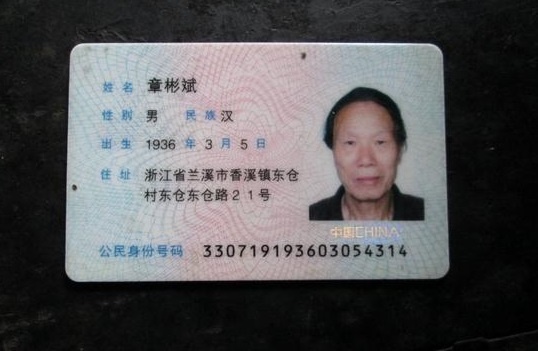 姓名 章彬斌
性别 男 民族 汉
出生 1936 年 3 月 5 日
住址 浙江省兰溪市香溪镇东仓
村东仓东仓路21号
中国CHINA
公民身份号码 330719193603054314